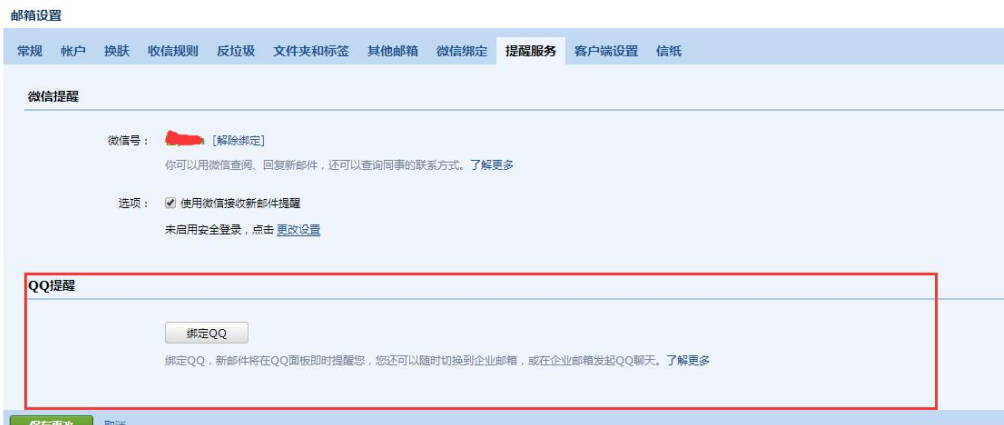 邮箱设置
常规 帐户 换肤 收信规则 反垃圾 文件夹和标签 其他邮箱 微信绑定 提醒服务 客户端设置 信纸
微信提醒
微信号： [解除绑定]
你可以用微信查阅、回复新邮件，还可以查询同事的联系方式。了解更多
选项： 使用微信接收新邮件提醒
未启用安全登录，点击 更改设置
QQ提醒
绑定QQ
绑定QQ，新邮件将在QQ面板即时提醒您，您还可以随时切换到企业邮箱，或在企业邮箱发起QQ聊天。了解更多
保存更改 取消